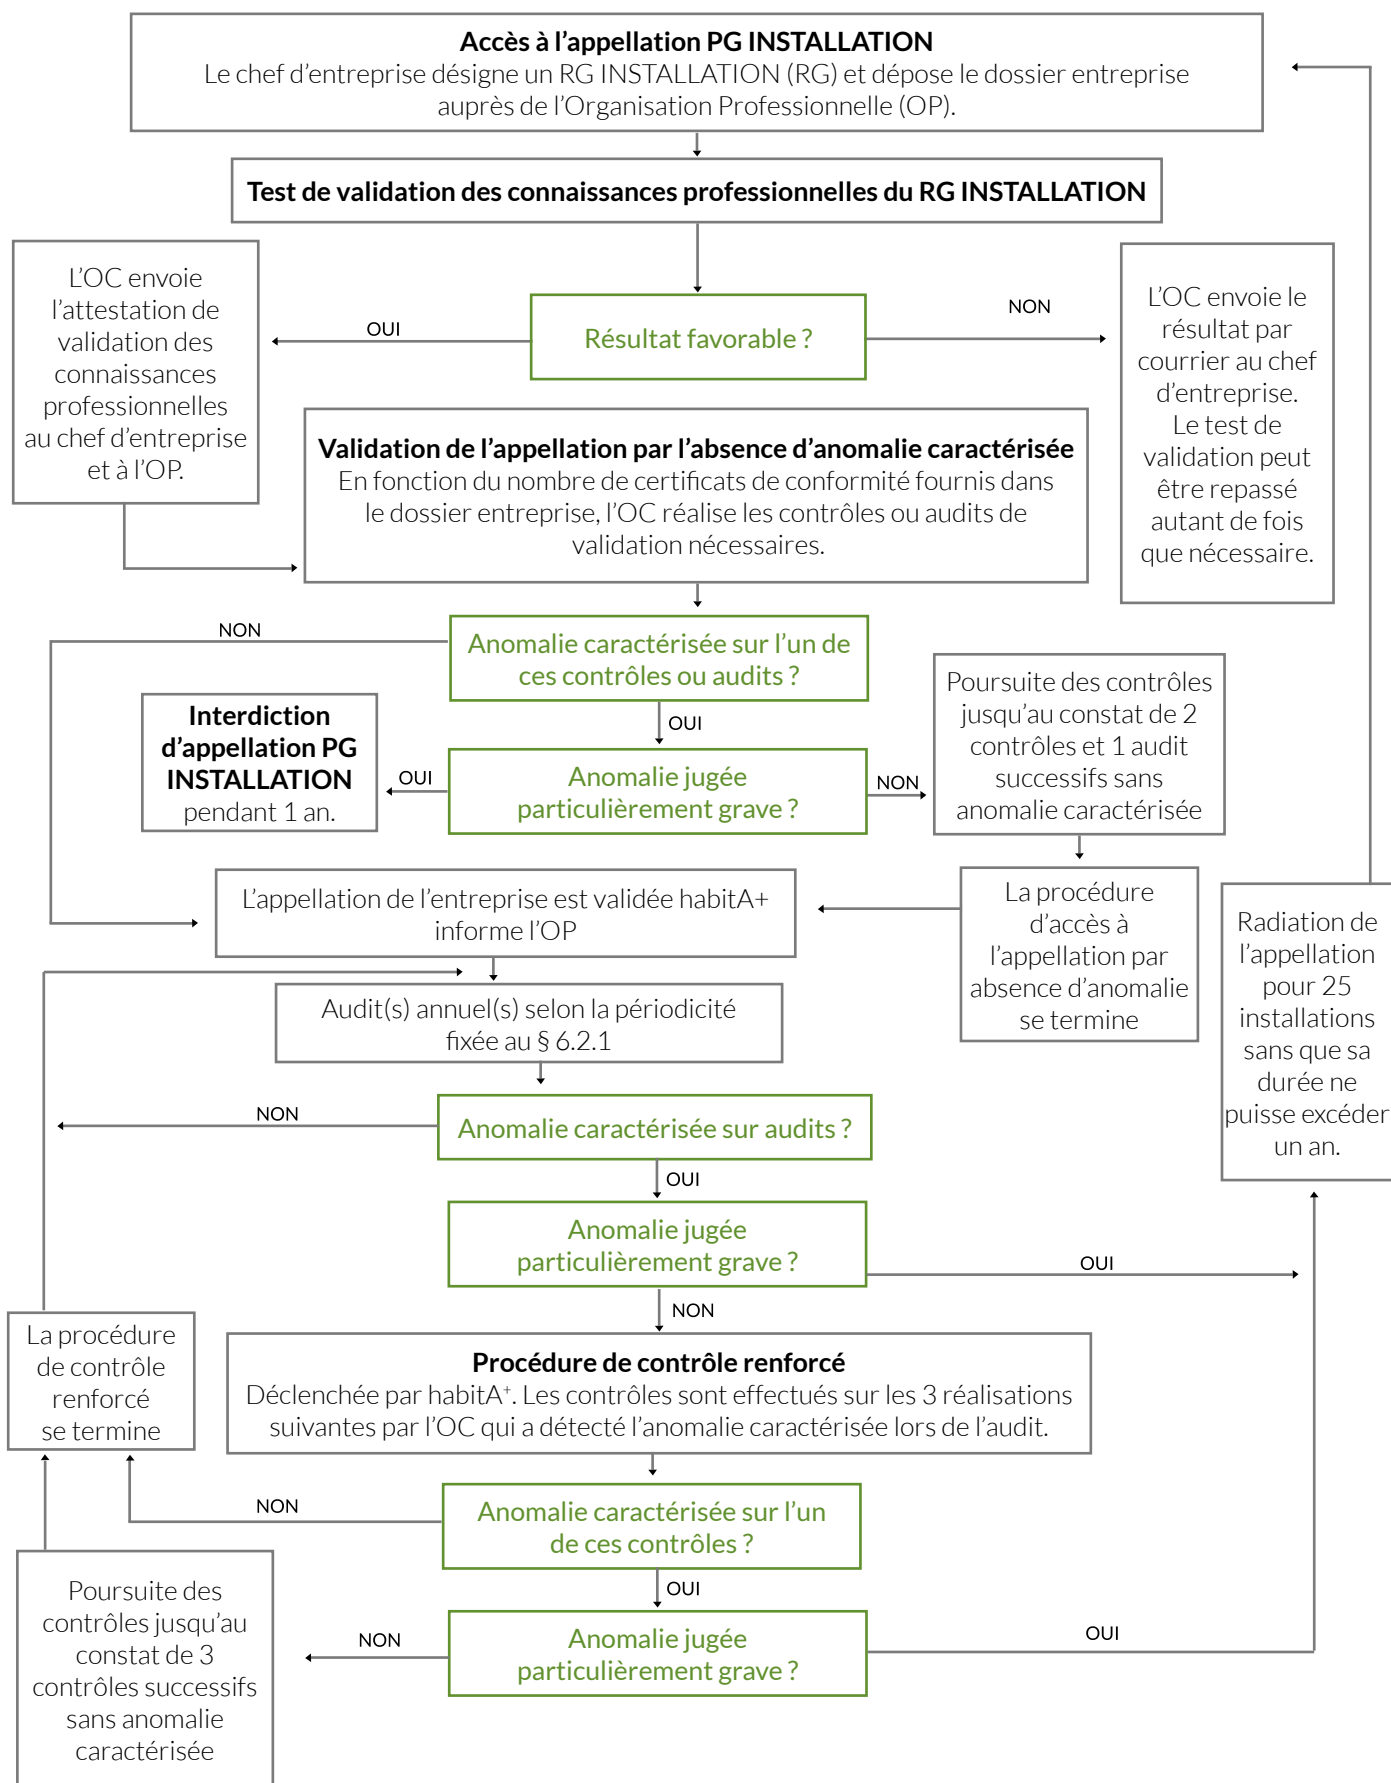 Accès à l’appellation PG INSTALLATION
Le chef d’entreprise désigne un RG INSTALLATION (RG) et dépose le dossier entreprise
auprès de l’Organisation Professionnelle (OP).
Test de validation des connaissances professionnelles du RG INSTALLATION
L’OC envoie
l’attestation de
validation des
connaissances
professionnelles
au chef d’entreprise
et à l’OP.
OUI
Résultat favorable ?
NON
L’OC envoie le
résultat par
courrier au chef
d’entreprise.
Le test de
validation peut
être repassé
autant de fois
que nécessaire.
Validation de l’appellation par l’absence d’anomalie caractérisée
En fonction du nombre de certificats de conformité fournis dans
le dossier entreprise, l’OC réalise les contrôles ou audits de
validation nécessaires.
NON
Anomalie caractérisée sur l’un de
ces contrôles ou audits ?
OUI
Interdiction
d’appellation PG
INSTALLATION
pendant 1 an.
OUI
Anomalie jugée
particulièrement grave ?
NON
Poursuite des contrôles
jusqu’au constat de 2
contrôles et 1 audit
successifs sans
anomalie caractérisée
L’appellation de l’entreprise est validée habitA+
informe l’OP
La procédure
d’accès à
l’appellation par
absence d’anomalie
se termine
Radiation de
l’appellation
pour 25
installations
sans que sa
durée ne
puisse excéder
un an.
Audit(s) annuel(s) selon la périodicité
fixée au § 6.2.1
NON
Anomalie caractérisée sur audits ?
OUI
Anomalie jugée
particulièrement grave ?
OUI
NON
La procédure
de contrôle
renforcé
se termine
Procédure de contrôle renforcé
Déclenchée par habitA⁺. Les contrôles sont effectués sur les 3 réalisations
suivantes par l’OC qui a détecté l’anomalie caractérisée lors de l’audit.
NON
Anomalie caractérisée sur l’un
de ces contrôles ?
OUI
Poursuite des
contrôles jusqu’au
constat de 3
contrôles successifs
sans anomalie
caractérisée
NON
Anomalie jugée
particulièrement grave ?
OUI